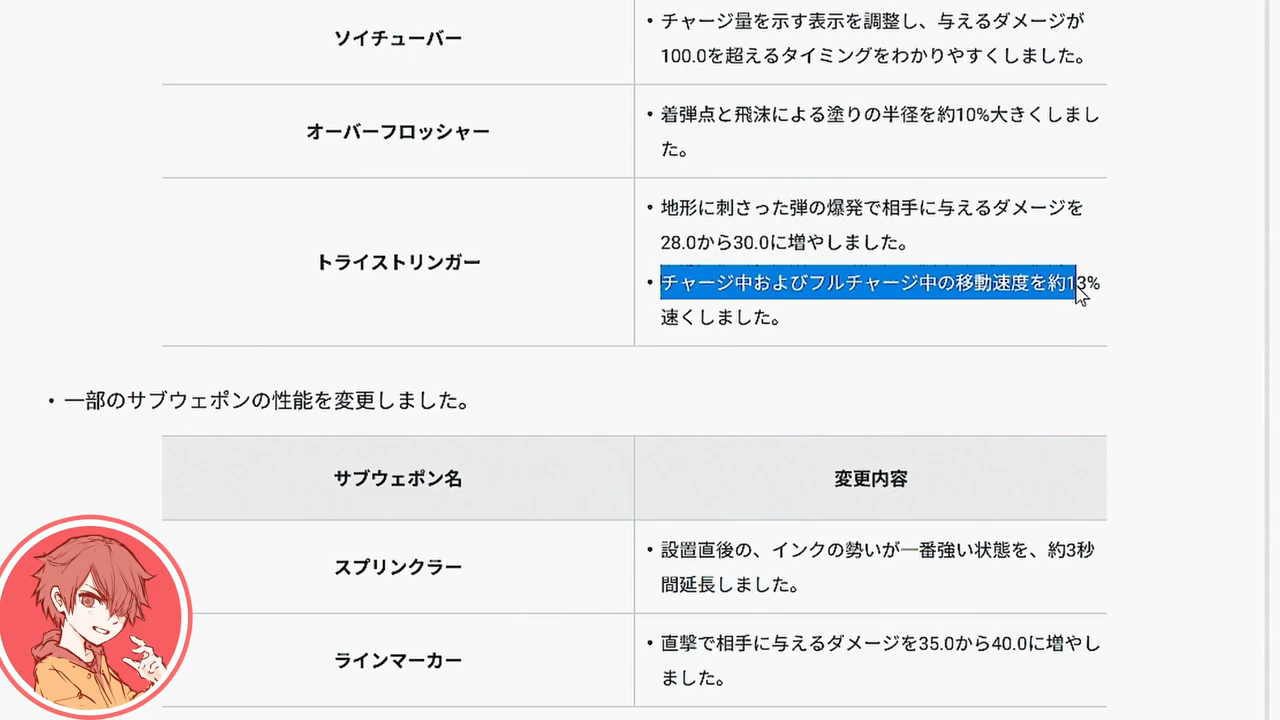 ソイチューバー
・チャージ量を示す表示を調整し、与えるダメージが
100.0を超えるタイミングをわかりやすくしました。
オーバーフロッシャー
・着弾点と飛沫による塗りの半径を約10%大きくしまし
た。
トライストリンガー
・地形に刺さった弾の爆発で相手に与えるダメージを
28.0から30.0に増やしました。
・チャージ中およびフルチャージ中の移動速度を約13%
速くしました。
・一部のサブウェポンの性能を変更しました。
サブウェポン名
変更内容
スプリンクラー
・設置直後の、インクの勢いが一番強い状態を、約3秒
間延長しました。
ラインマーカー
・直撃で相手に与えるダメージを35.0から40.0に増やし
ました。